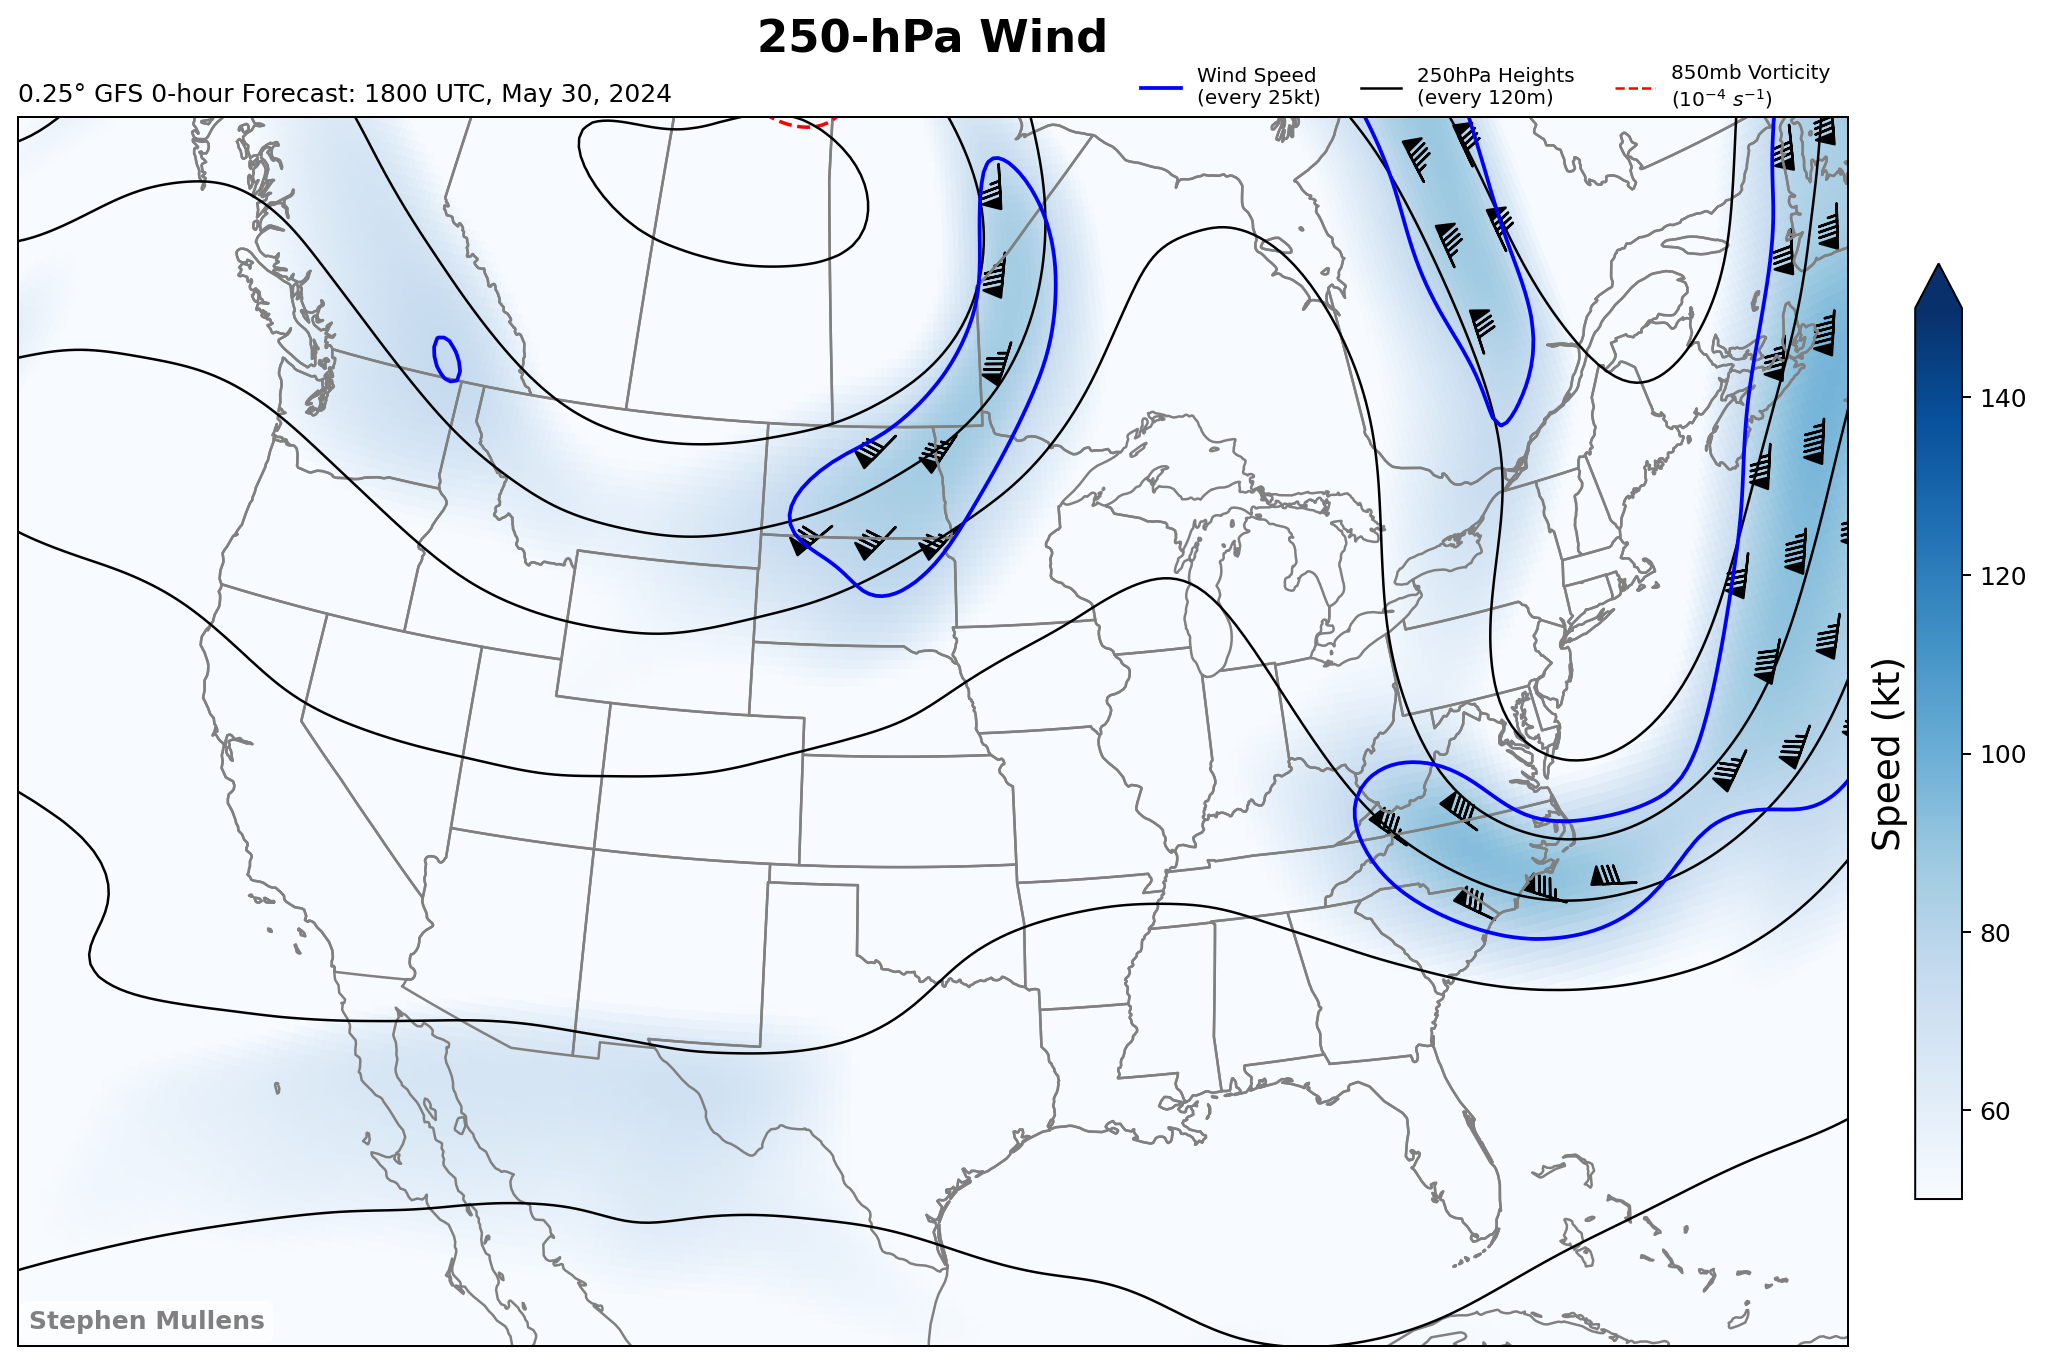 250-hPa Wind
0.25° GFS 0-hour Forecast: 1800 UTC, May 30, 2024
Wind Speed
(every 25kt)
250hPa Heights
(every 120m)
850mb Vorticity
(10⁻⁴ s⁻¹)
140
120
100
80
60
Speed (kt)
Stephen Mullens